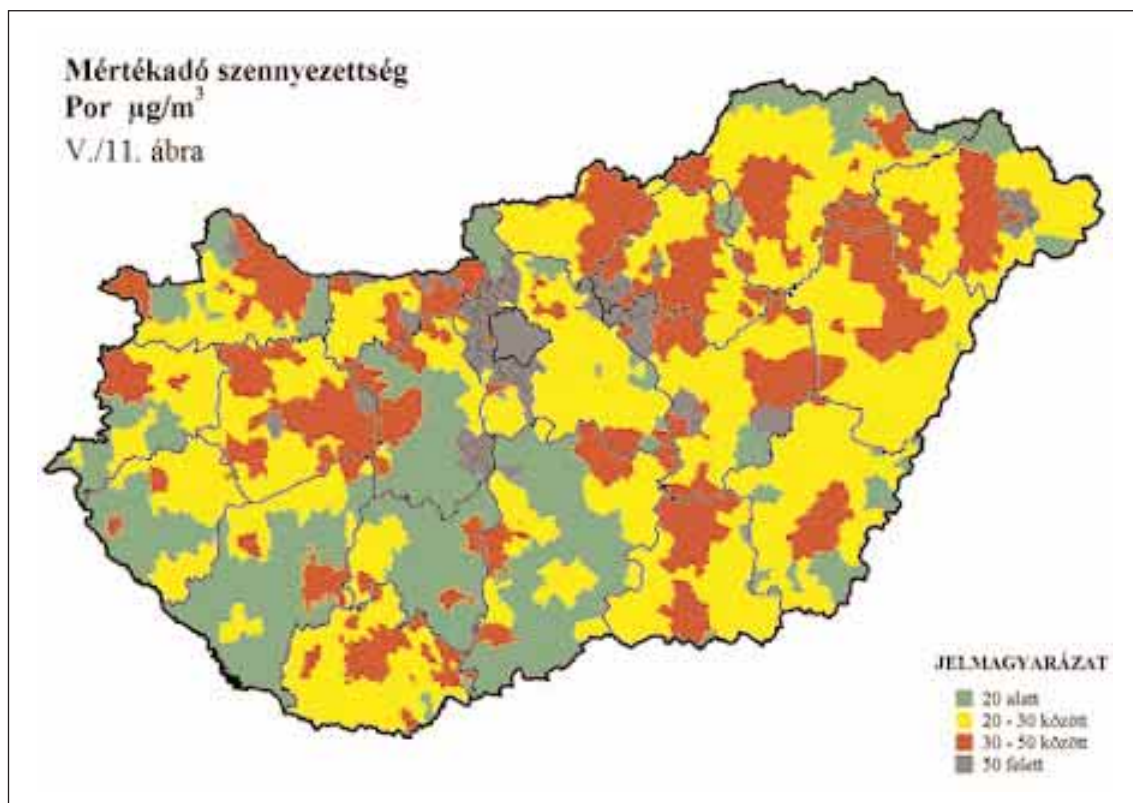 Mértékadó szennyezettség
Por µg/m³
V./11. ábra
JELMAGYARÁZAT
20 alatt
20 - 30 között
30 - 50 között
50 felett